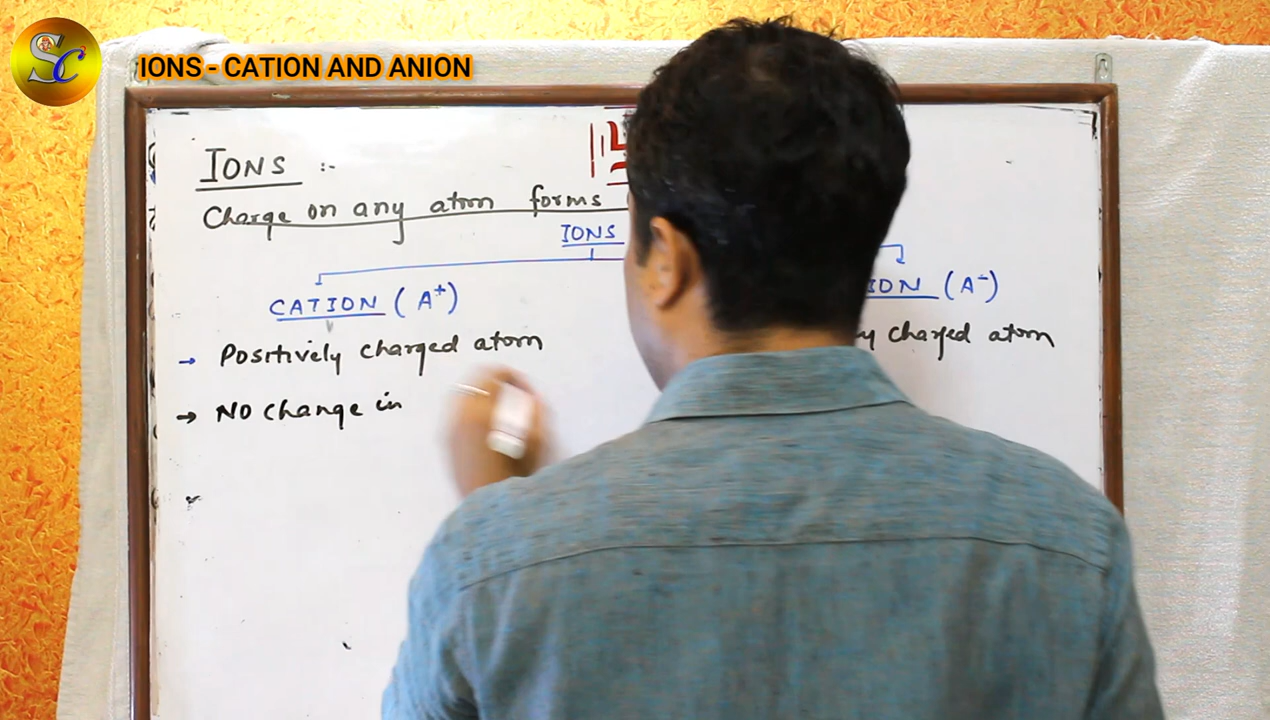 SC
IONS - CATION AND ANION
IONS :-
Charge on any atom forms
IONS
CATION (A⁺)
(A⁻)
→ Positively charged atom
charged atom
→ NO change in